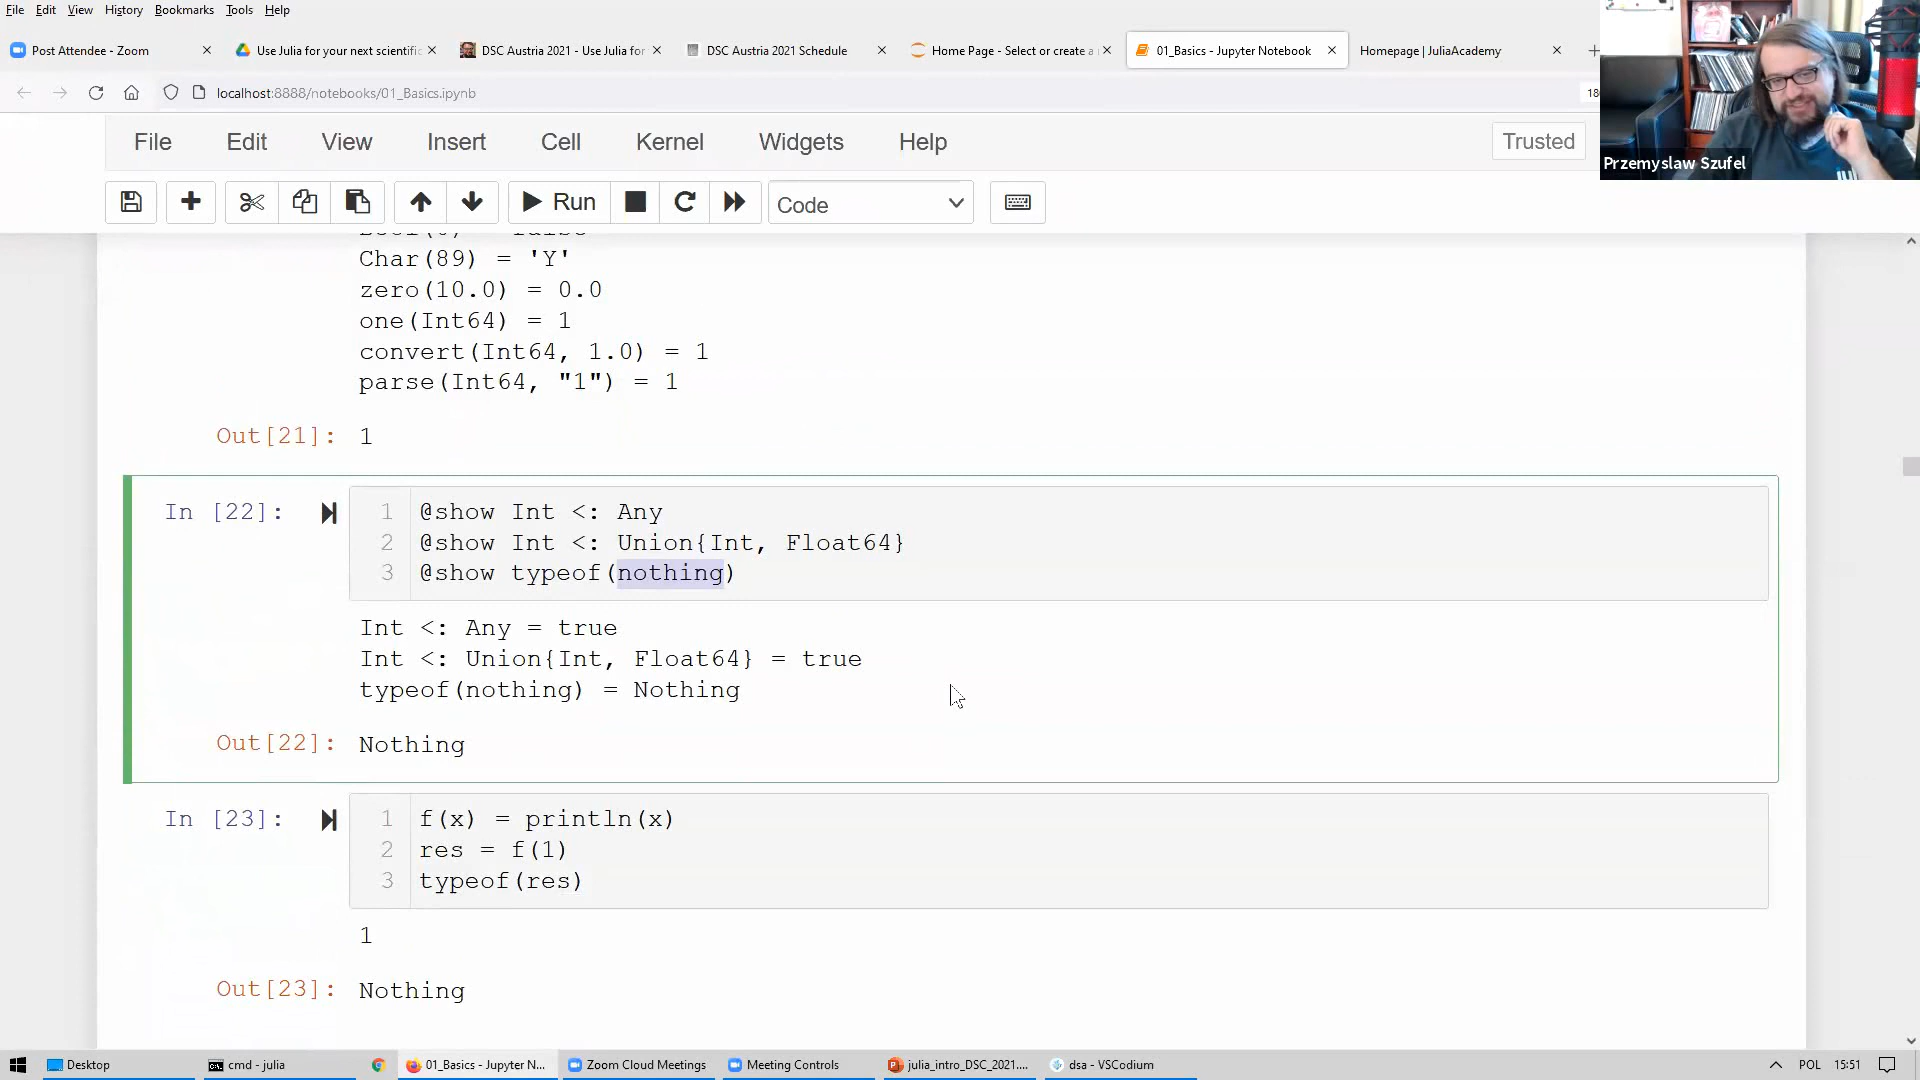 File Edit View History Bookmarks Tools Help
Post Attendee - Zoom
Use Julia for your next scientific
DSC Austria 2021 - Use Julia for
DSC Austria 2021 Schedule
Home Page - Select or create a
01_Basics - Jupyter Notebook
Homepage | JuliaAcademy
localhost:8888/notebooks/01_Basics.ipynb
Przemyslaw Szufel
File Edit View Insert Cell Kernel Widgets Help
Trusted
Run
Code
Char(89) = 'Y'
zero(10.0) = 0.0
one(Int64) = 1
convert(Int64, 1.0) = 1
parse(Int64, "1") = 1
Out[21]: 1
In [22]:
1 @show Int <: Any
2 @show Int <: Union{Int, Float64}
3 @show typeof(nothing)
Int <: Any = true
Int <: Union{Int, Float64} = true
typeof(nothing) = Nothing
Out[22]: Nothing
In [23]:
1 f(x) = println(x)
2 res = f(1)
3 typeof(res)
1
Out[23]: Nothing
Desktop
cmd - julia
01_Basics - Jupyter N...
Zoom Cloud Meetings
Meeting Controls
julia_intro_DSC_2021....
dsa - VSCodium
POL 15:51